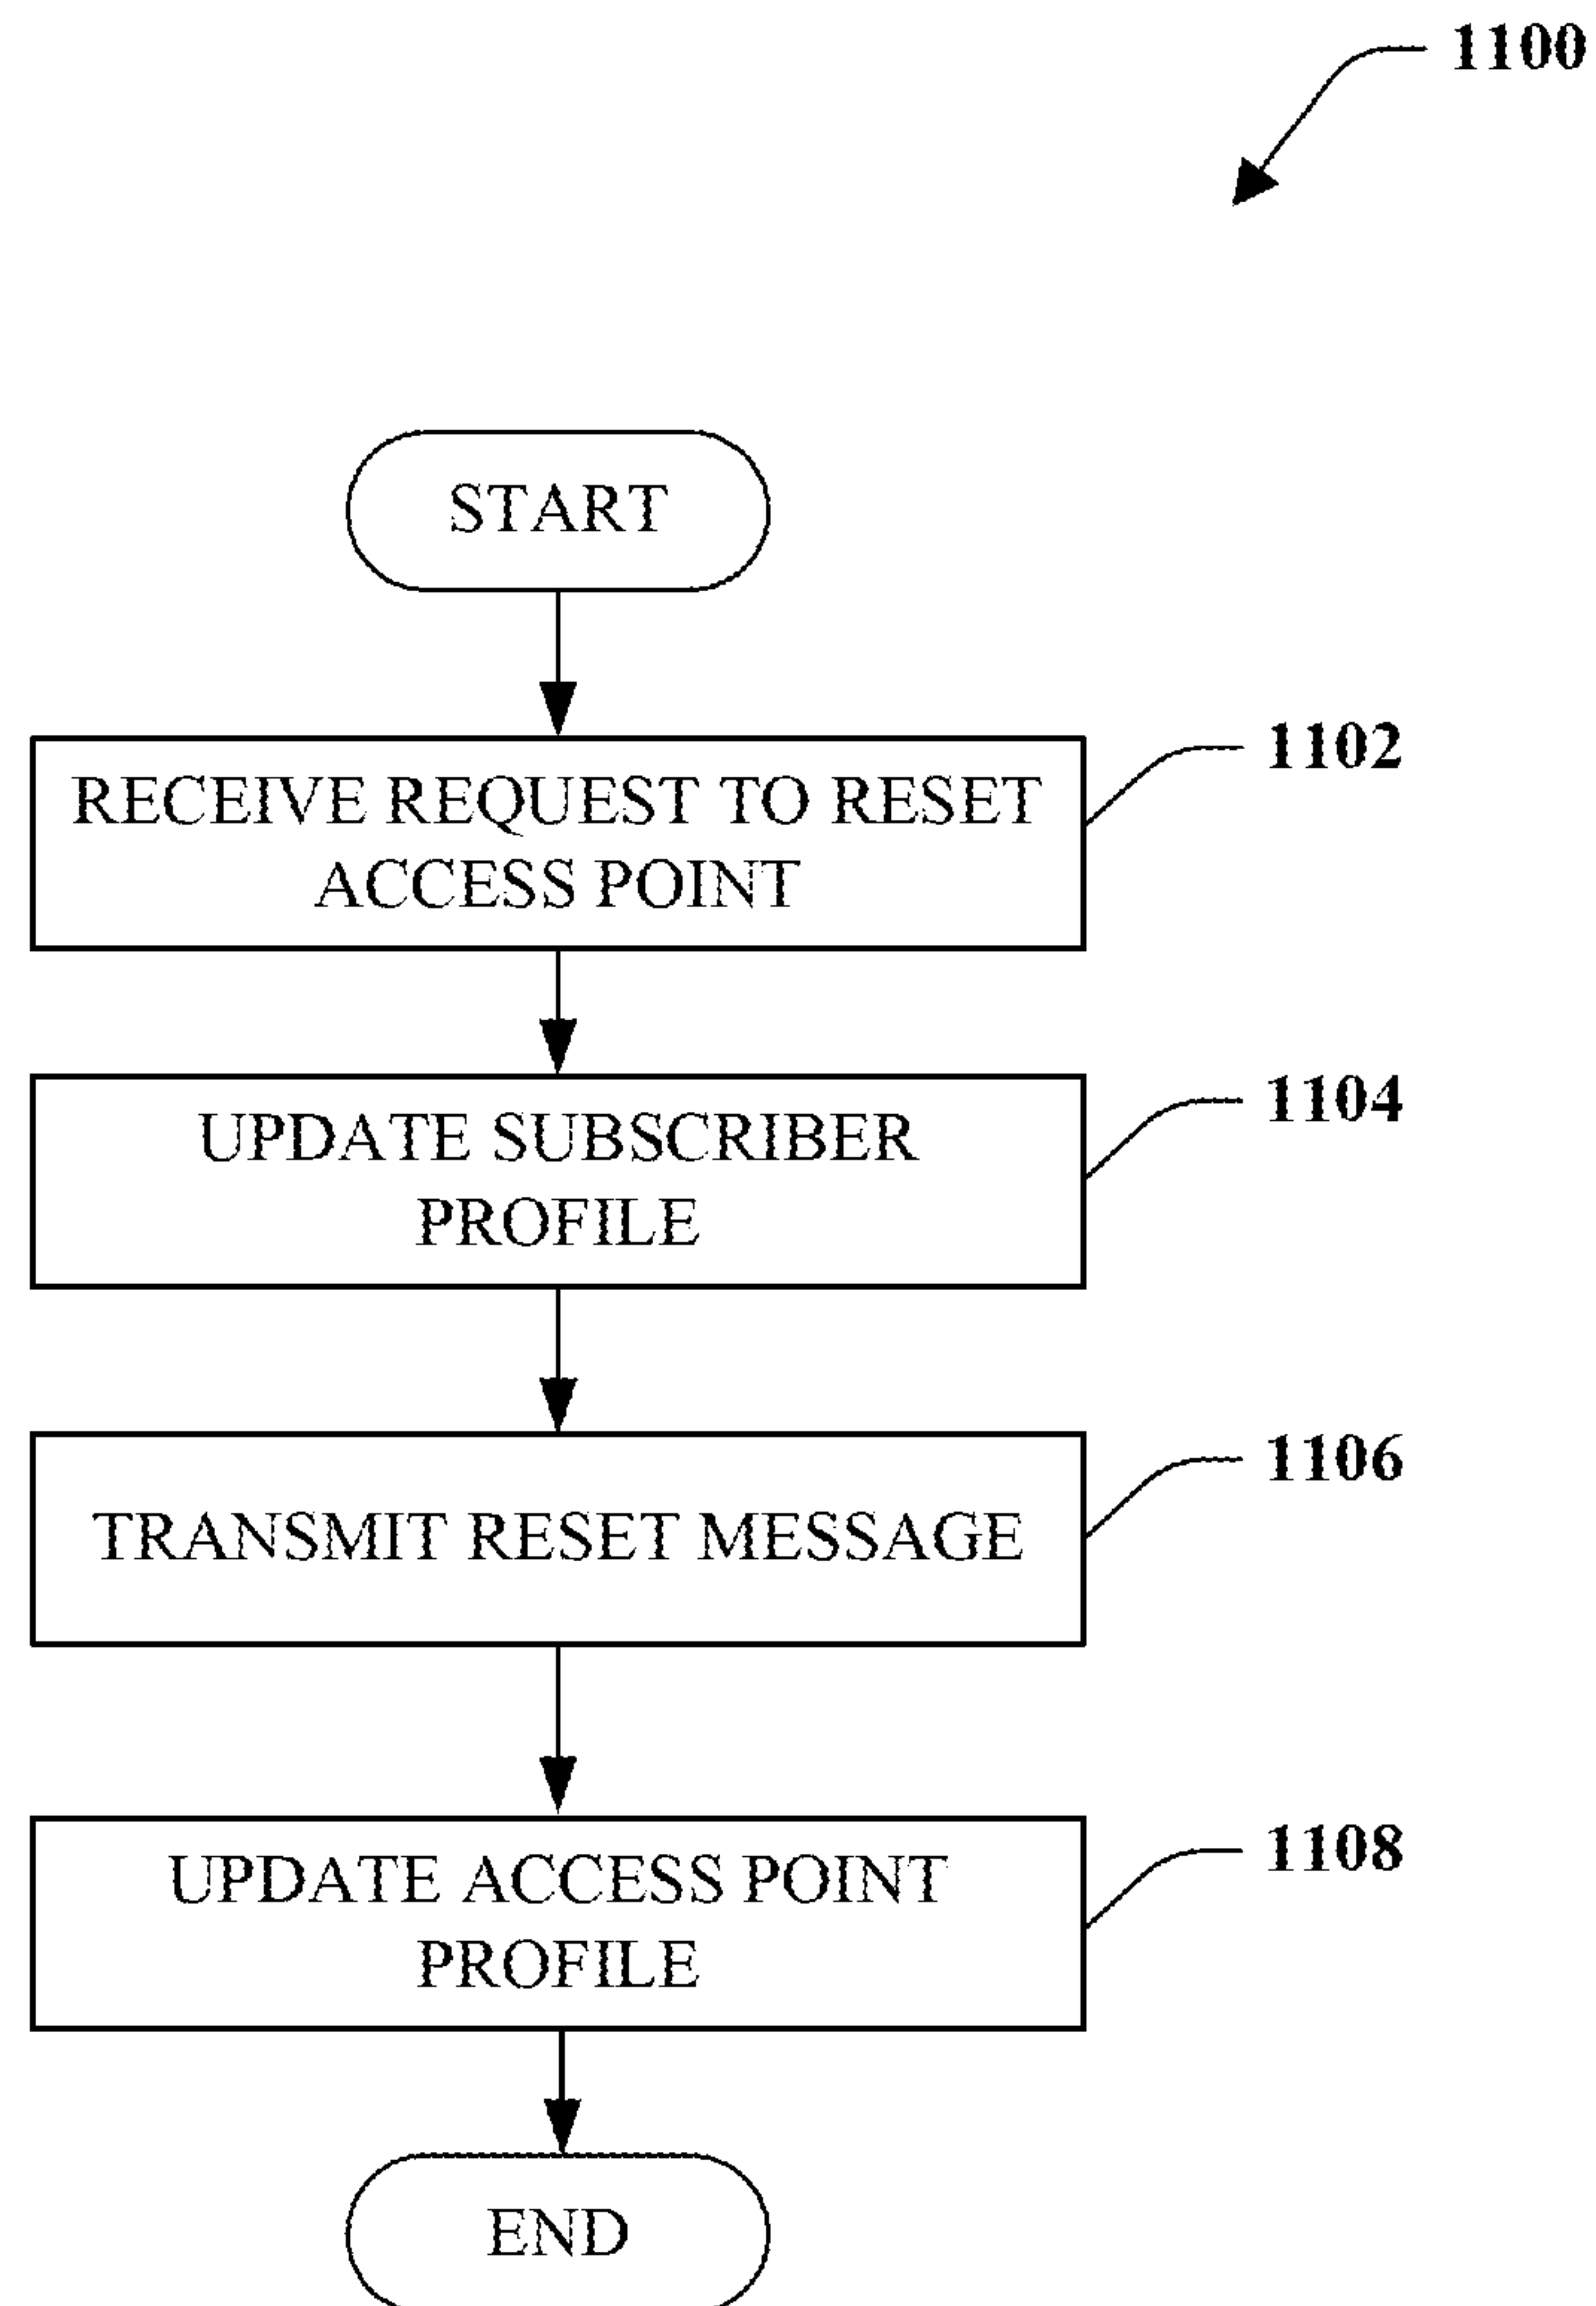 1100
START
RECEIVE REQUEST TO RESET
ACCESS POINT
1102
UPDATE SUBSCRIBER
PROFILE
1104
TRANSMIT RESET MESSAGE
1106
UPDATE ACCESS POINT
PROFILE
1108
END